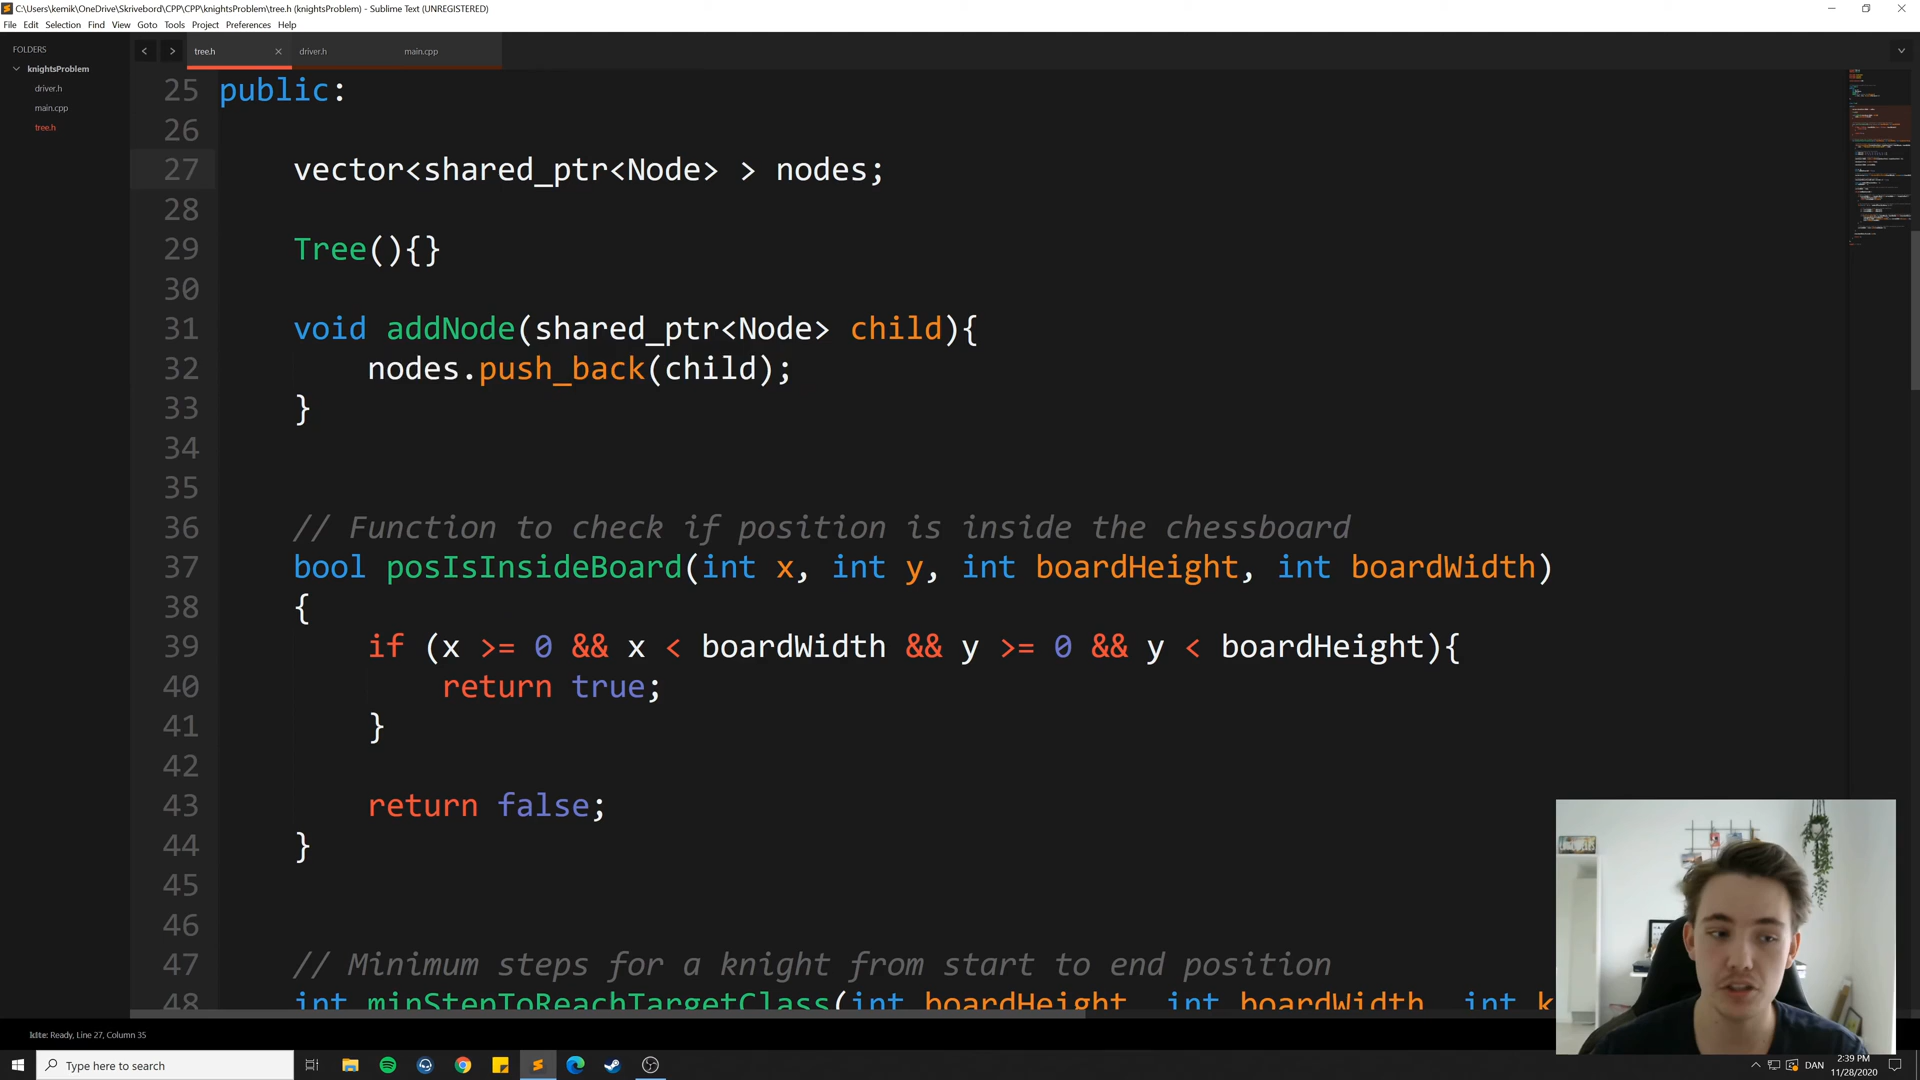 C:\Users\kemik\OneDrive\Skrivebord\CPP\CPP\knightsProblem\tree.h (knightsProblem) - Sublime Text (UNREGISTERED)
File Edit Selection Find View Goto Tools Project Preferences Help
FOLDERS
knightsProblem
driver.h
main.cpp
tree.h
tree.h driver.h main.cpp
25 public:
26
27 vector<shared_ptr<Node> > nodes;
28
29 Tree(){}
30
31 void addNode(shared_ptr<Node> child){
32 nodes.push_back(child);
33 }
34
35
36 // Function to check if position is inside the chessboard
37 bool posIsInsideBoard(int x, int y, int boardHeight, int boardWidth)
38 {
39 if (x >= 0 && x < boardWidth && y >= 0 && y < boardHeight){
40 return true;
41 }
42
43 return false;
44 }
45
46
47 // Minimum steps for a knight from start to end position
48 int minStepToReachTargetClass(int boardHeight, int boardWidth, int k
Ready, Line 27, Column 35
Type here to search
DAN
2:39 PM
11/28/2020